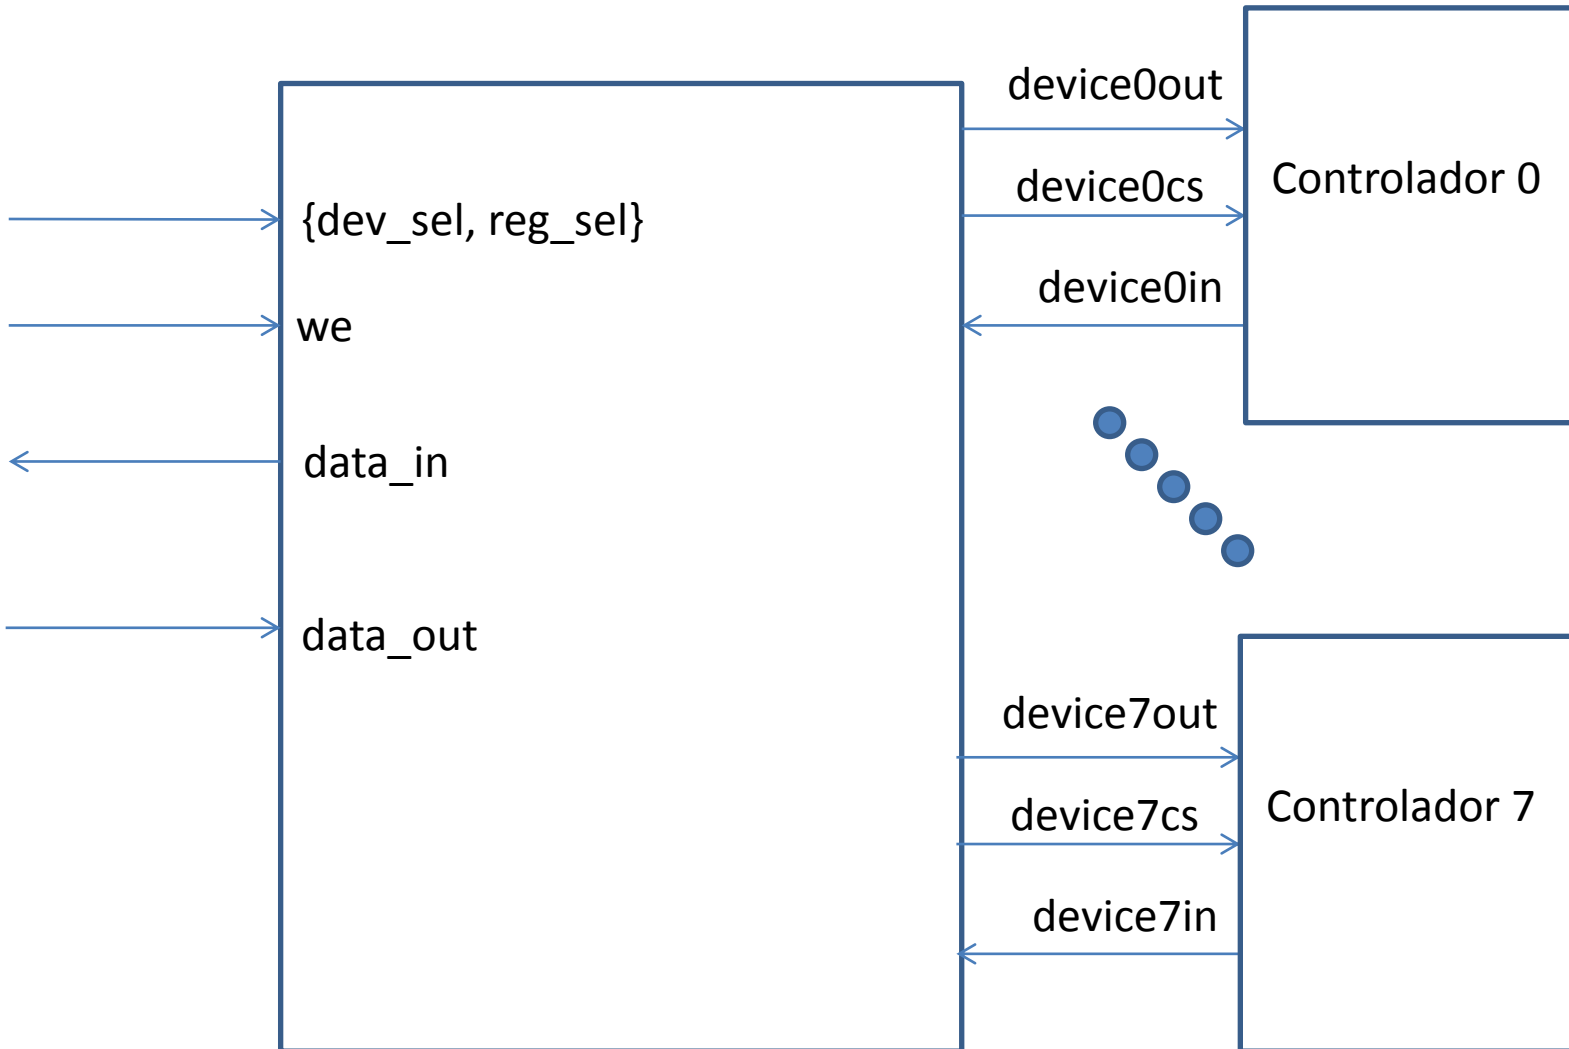 device0out
device0cs
Controlador 0
{dev_sel, reg_sel}
device0in
we
data_in
data_out
device7out
device7cs
Controlador 7
device7in